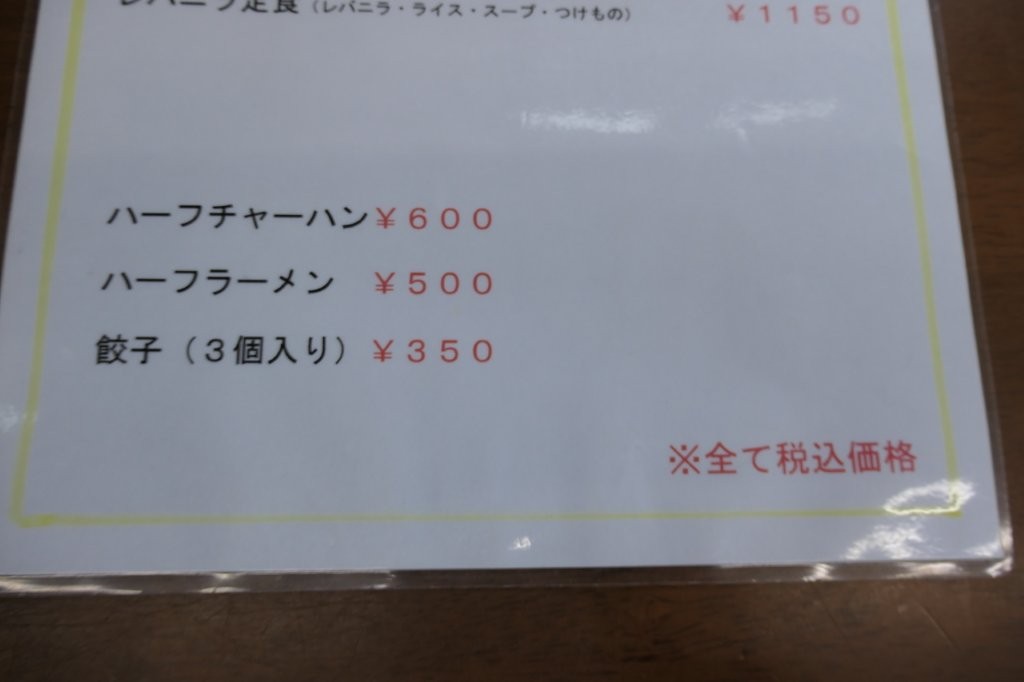 レバニラ定食（レバニラ・ライス・スープ・つけもの） ￥１１５０
ハーフチャーハン￥６００
ハーフラーメン　￥５００
餃子（３個入り）￥３５０
※全て税込価格